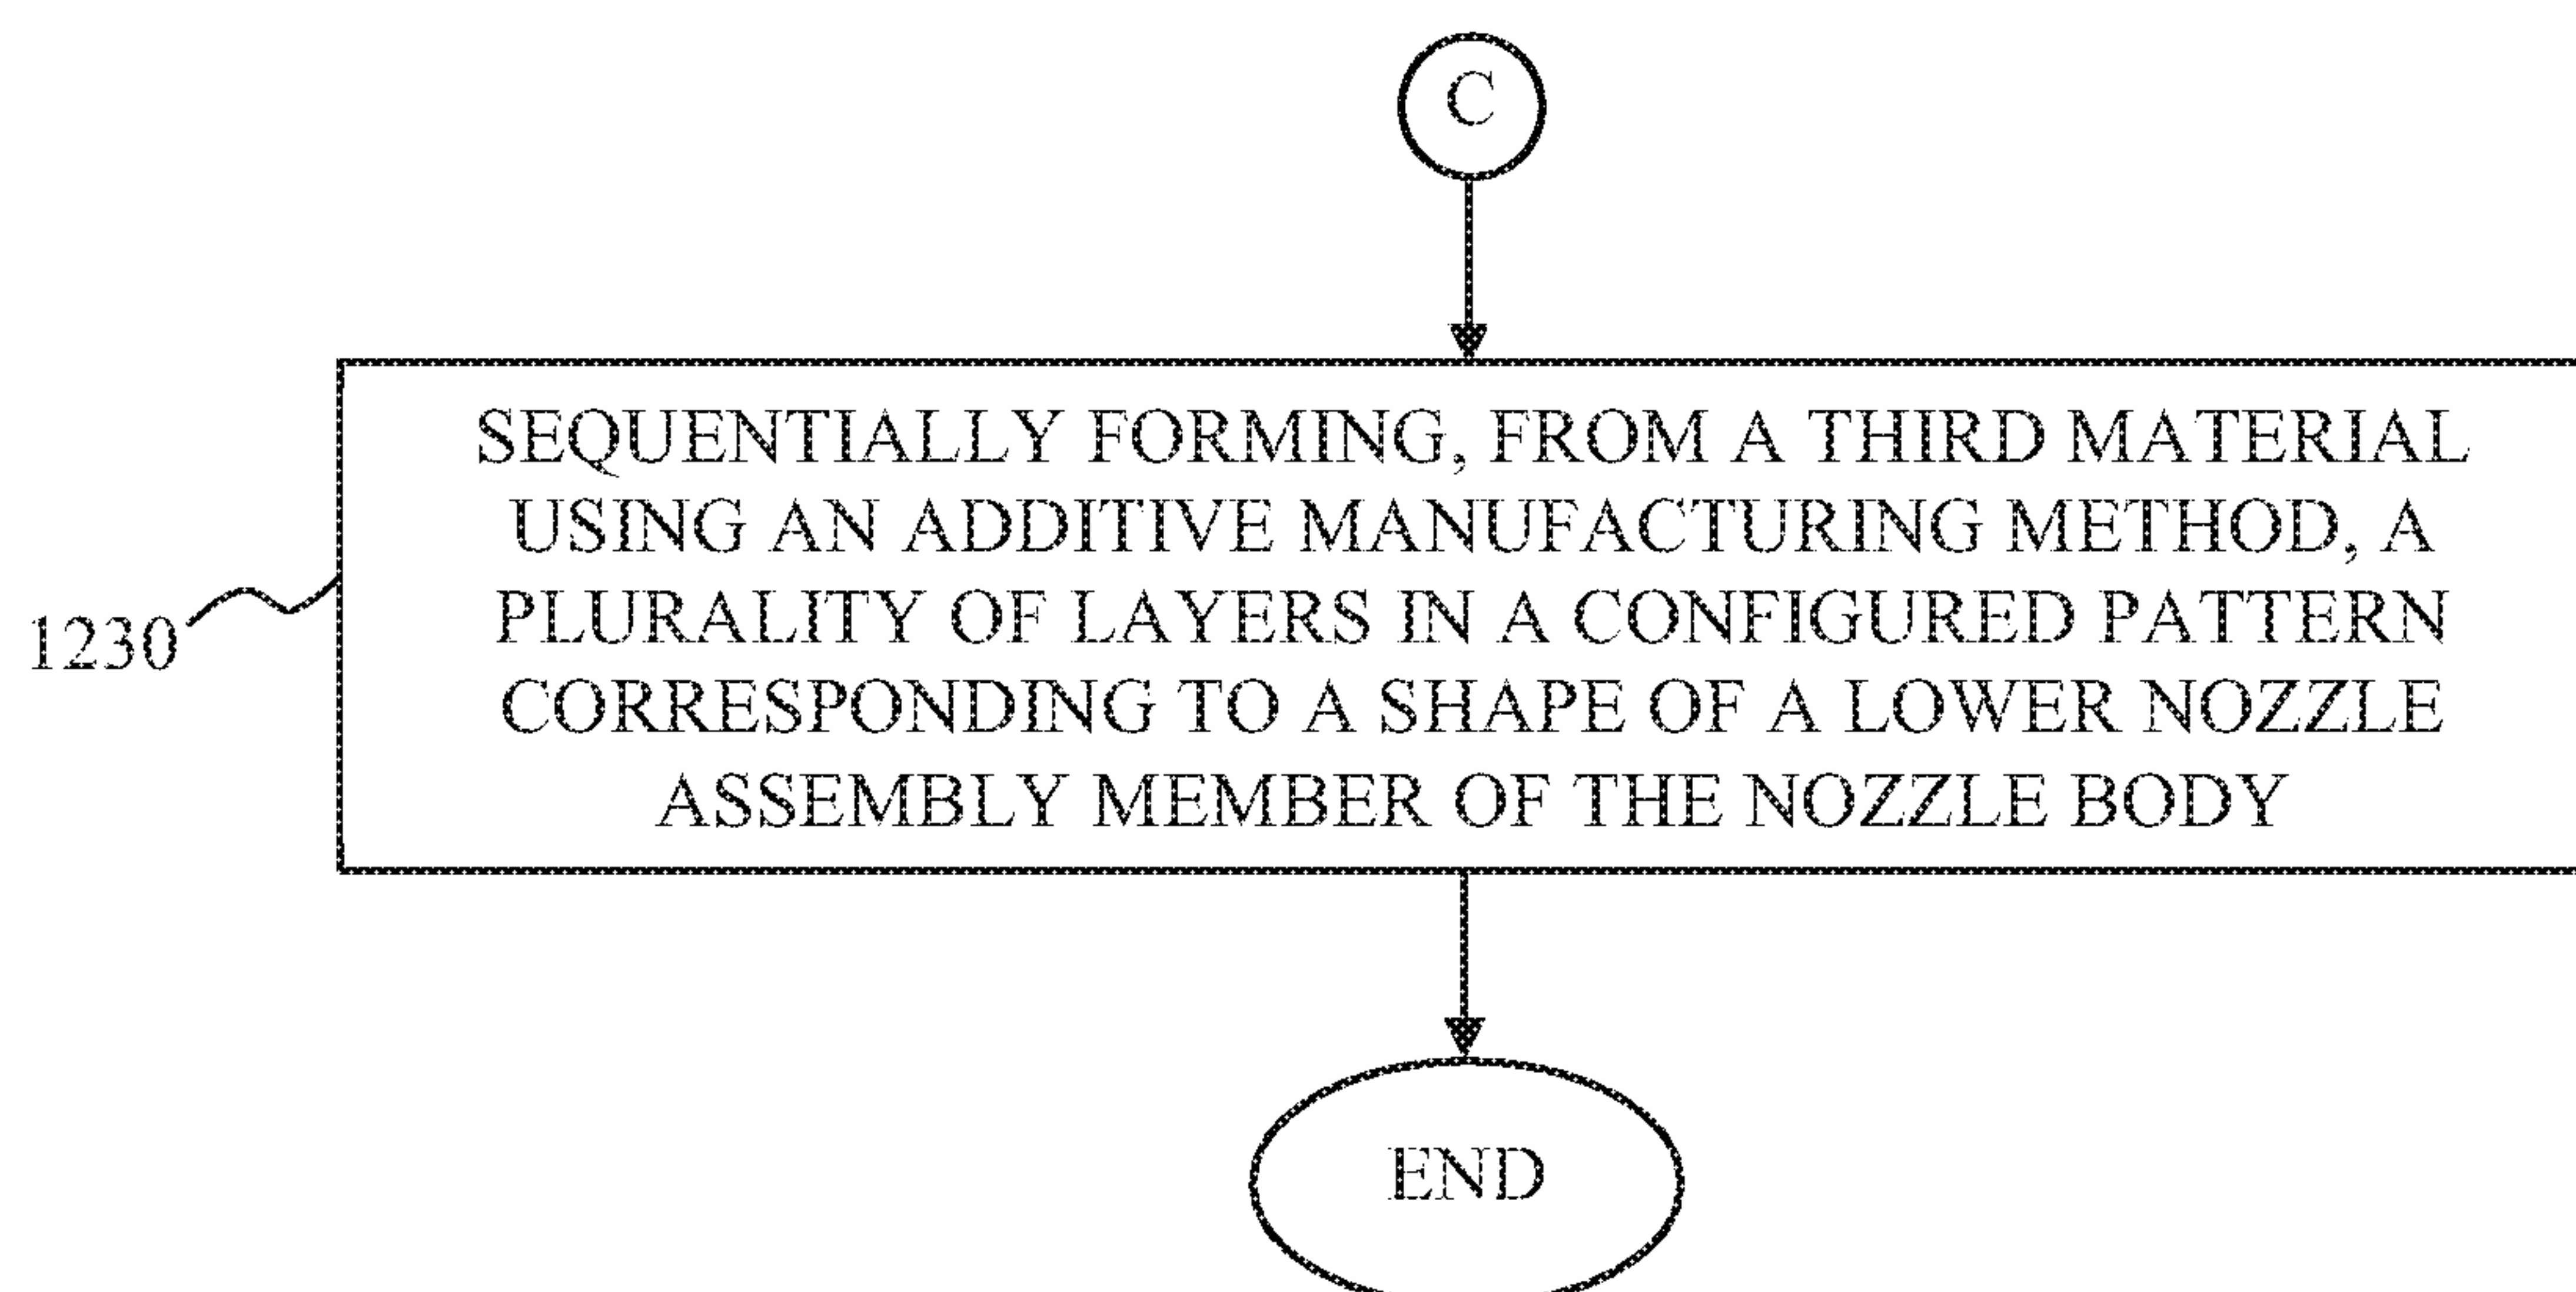 C
SEQUENTIALLY FORMING, FROM A THIRD MATERIAL
USING AN ADDITIVE MANUFACTURING METHOD, A
PLURALITY OF LAYERS IN A CONFIGURED PATTERN
1230
CORRESPONDING TO A SHAPE OF A LOWER NOZZLE
ASSEMBLY MEMBER OF THE NOZZLE BODY
END